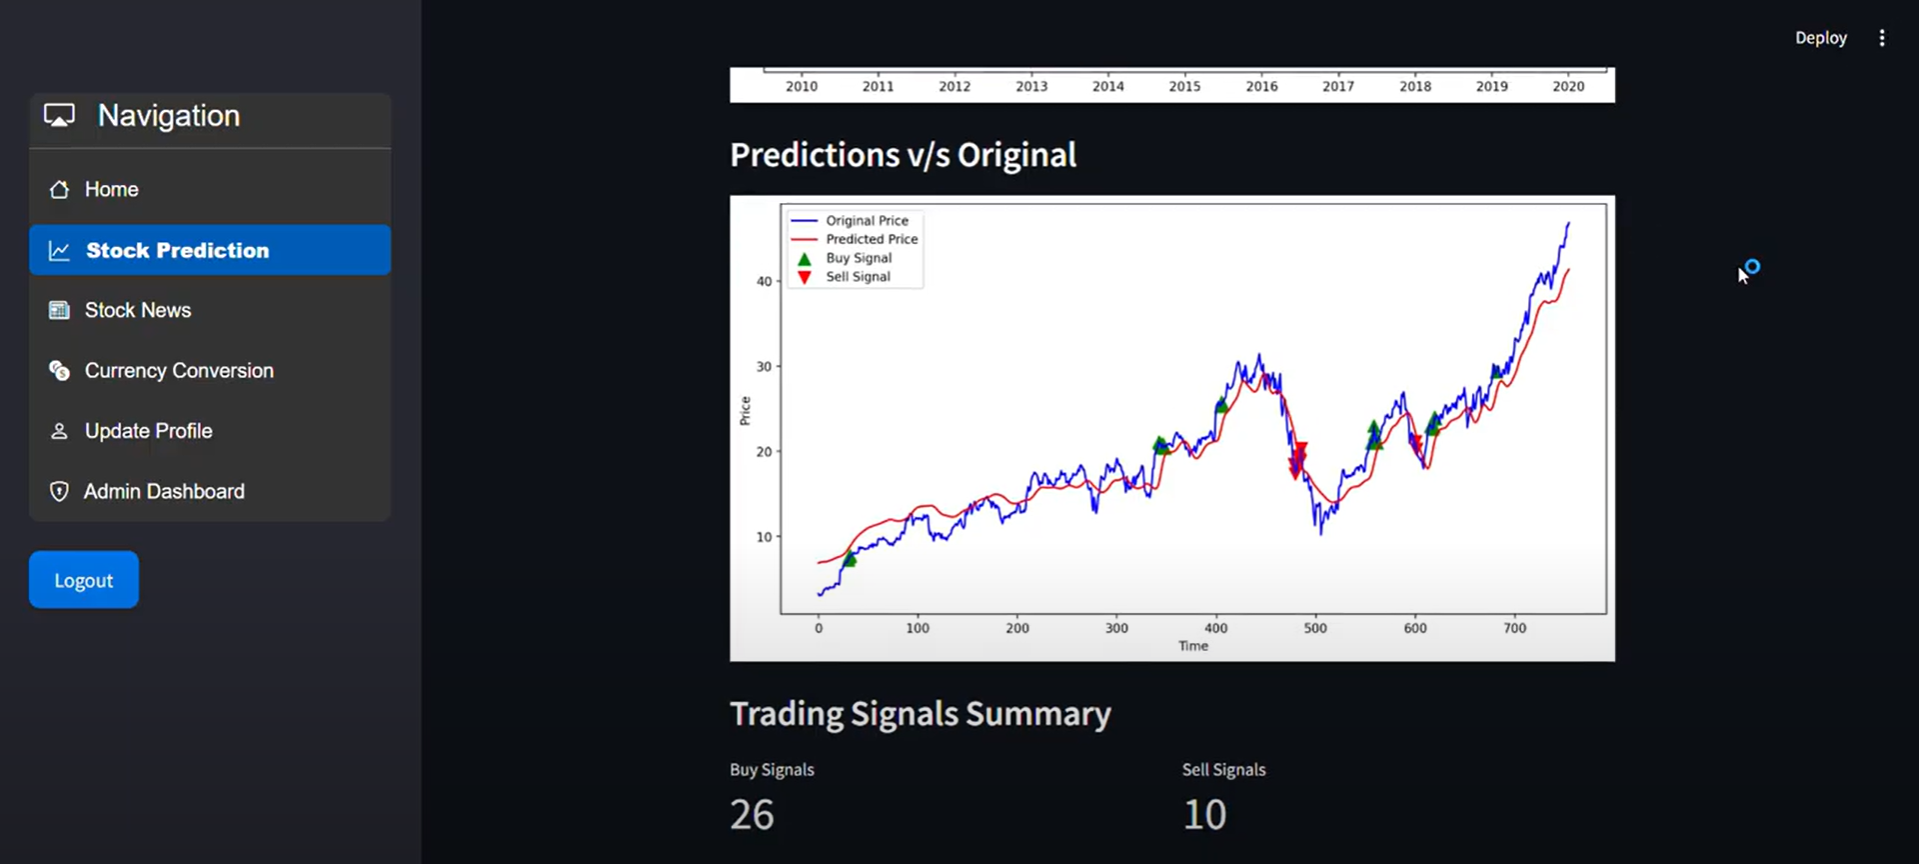 Deploy
Navigation
Home
Stock Prediction
Stock News
Currency Conversion
Update Profile
Admin Dashboard
Logout
2010 2011 2012 2013 2014 2015 2016 2017 2018 2019 2020
Predictions v/s Original
Original Price
Predicted Price
Buy Signal
Sell Signal
40
30
20
10
Price
0 100 200 300 400 500 600 700
Time
Trading Signals Summary
Buy Signals Sell Signals
26 10